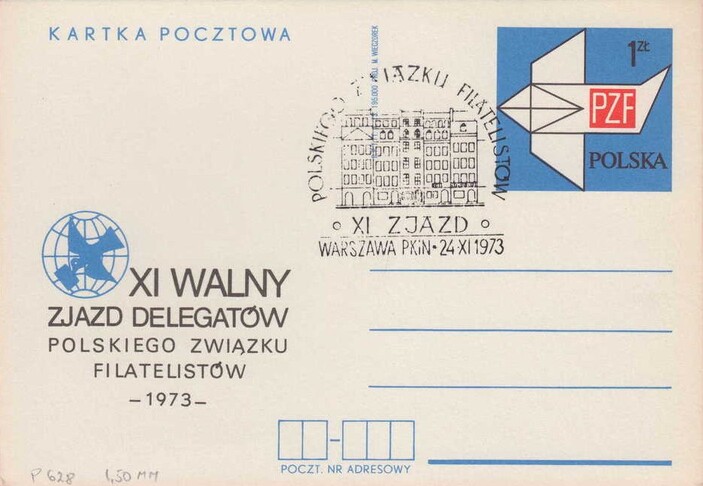 KARTKA POCZTOWA
1 ZŁ
PZF
POLSKA
POLSKIEGO ZWIĄZKU FILATELISTÓW
XI ZJAZD
WARSZAWA PKiN • 24 XI 1973
XI WALNY
ZJAZD DELEGATÓW
POLSKIEGO ZWIĄZKU
FILATELISTÓW
–1973–
POCZT. NR ADRESOWY
P 628 1,50 MM